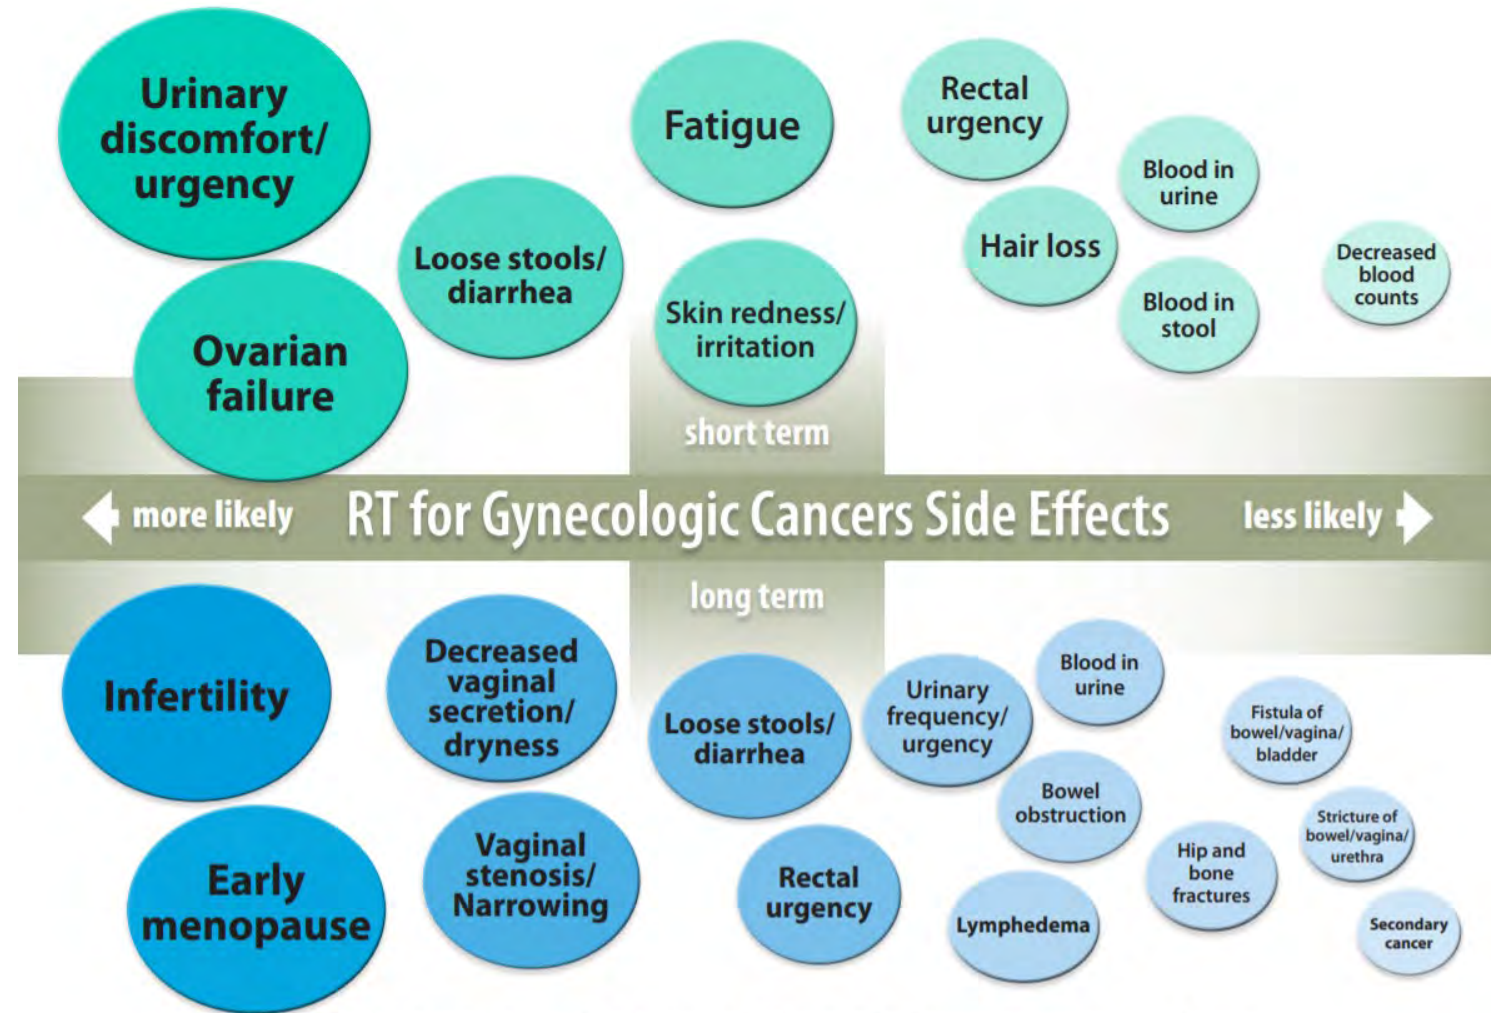 Urinary
discomfort/
urgency
Ovarian
failure
Loose stools/
diarrhea
Fatigue
Skin redness/
irritation
Rectal
urgency
Hair loss
Blood in
urine
Blood in
stool
Decreased
blood
counts
short term
more likely
RT for Gynecologic Cancers Side Effects
less likely
long term
Infertility
Early
menopause
Decreased
vaginal
secretion/
dryness
Vaginal
stenosis/
Narrowing
Loose stools/
diarrhea
Rectal
urgency
Urinary
frequency/
urgency
Blood in
urine
Bowel
obstruction
Lymphedema
Hip and
bone
fractures
Fistula of
bowel/vagina/
bladder
Stricture of
bowel/vagina/
urethra
Secondary
cancer